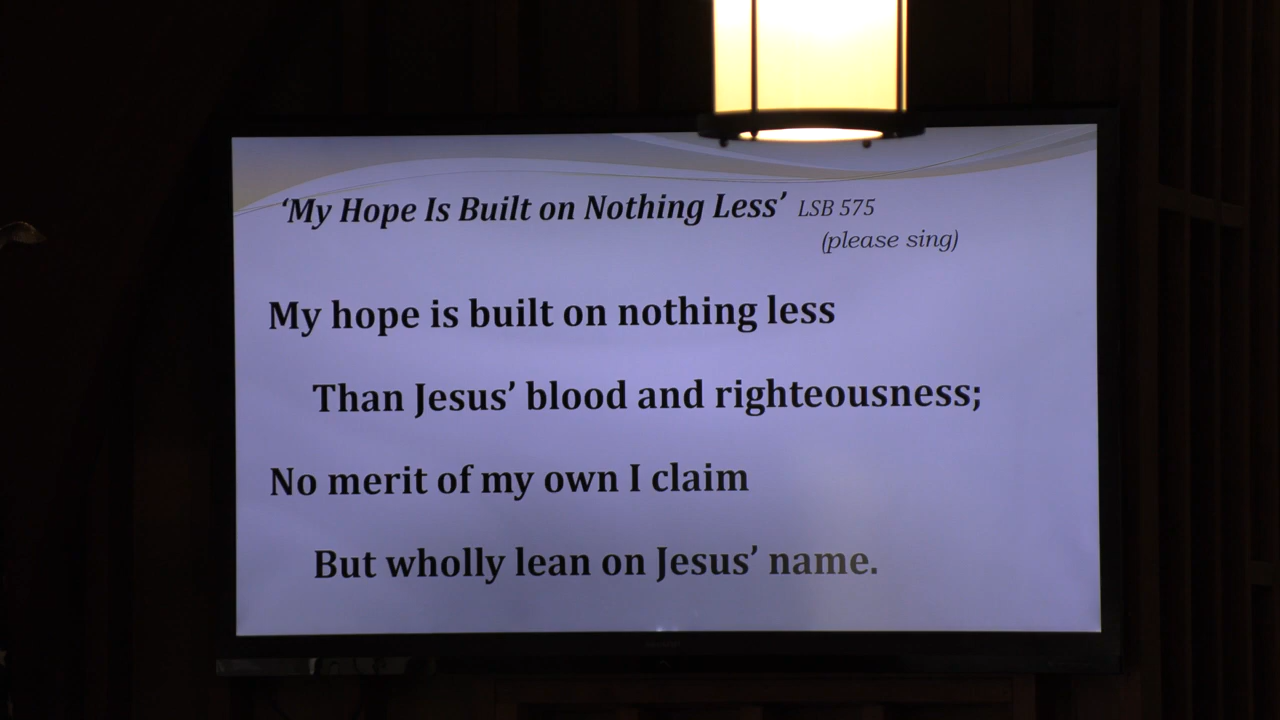 ‘My Hope Is Built on Nothing Less’ LSB 575
(please sing)
My hope is built on nothing less
Than Jesus’ blood and righteousness;
No merit of my own I claim
But wholly lean on Jesus’ name.